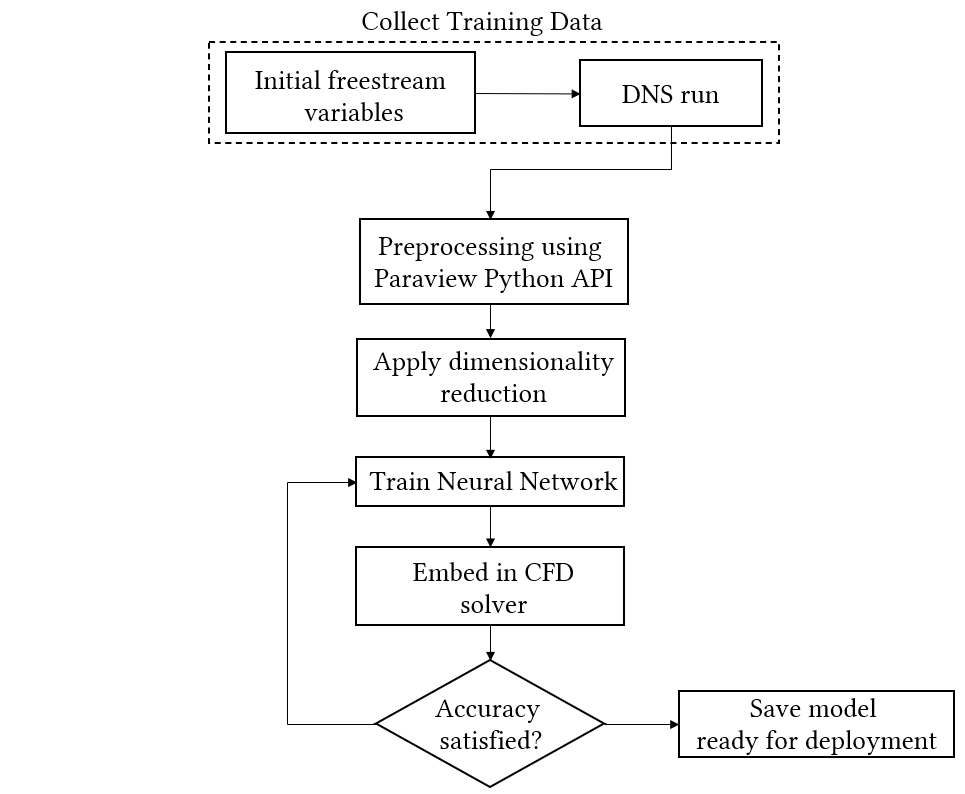 Collect Training Data
Initial freestream
variables
DNS run
Preprocessing using
Paraview Python API
Apply dimensionality
reduction
Train Neural Network
Embed in CFD
solver
Accuracy
satisfied?
Save model
ready for deployment